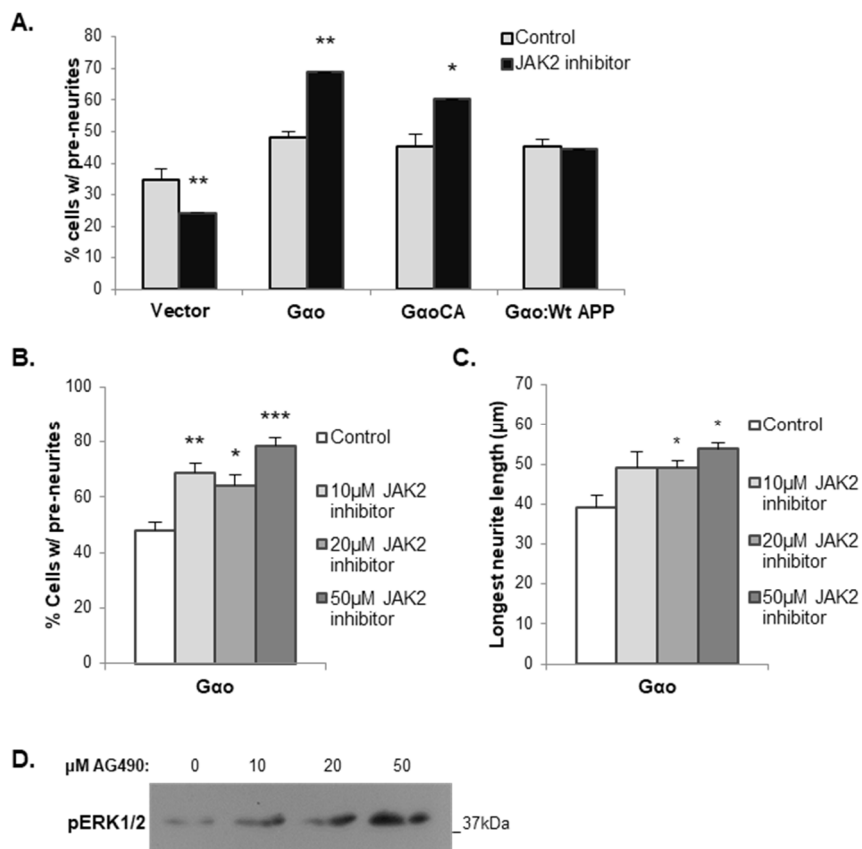 A.
% cells w/ pre-neurites
80
70
60
50
40
30
20
10
0
**
**
*
Control
JAK2 inhibitor
Vector
Gαo
GαoCA
Gαo:Wt APP
B.
% Cells w/ pre-neurites
100
80
60
40
20
0
**
*
***
Control
10μM JAK2
inhibitor
20μM JAK2
inhibitor
50μM JAK2
inhibitor
Gαo
C.
Longest neurite length (μm)
70
60
50
40
30
20
10
0
*
*
Control
10μM JAK2
inhibitor
20μM JAK2
inhibitor
50μM JAK2
inhibitor
Gαo
D.
μM AG490: 0 10 20 50
pERK1/2
_37kDa